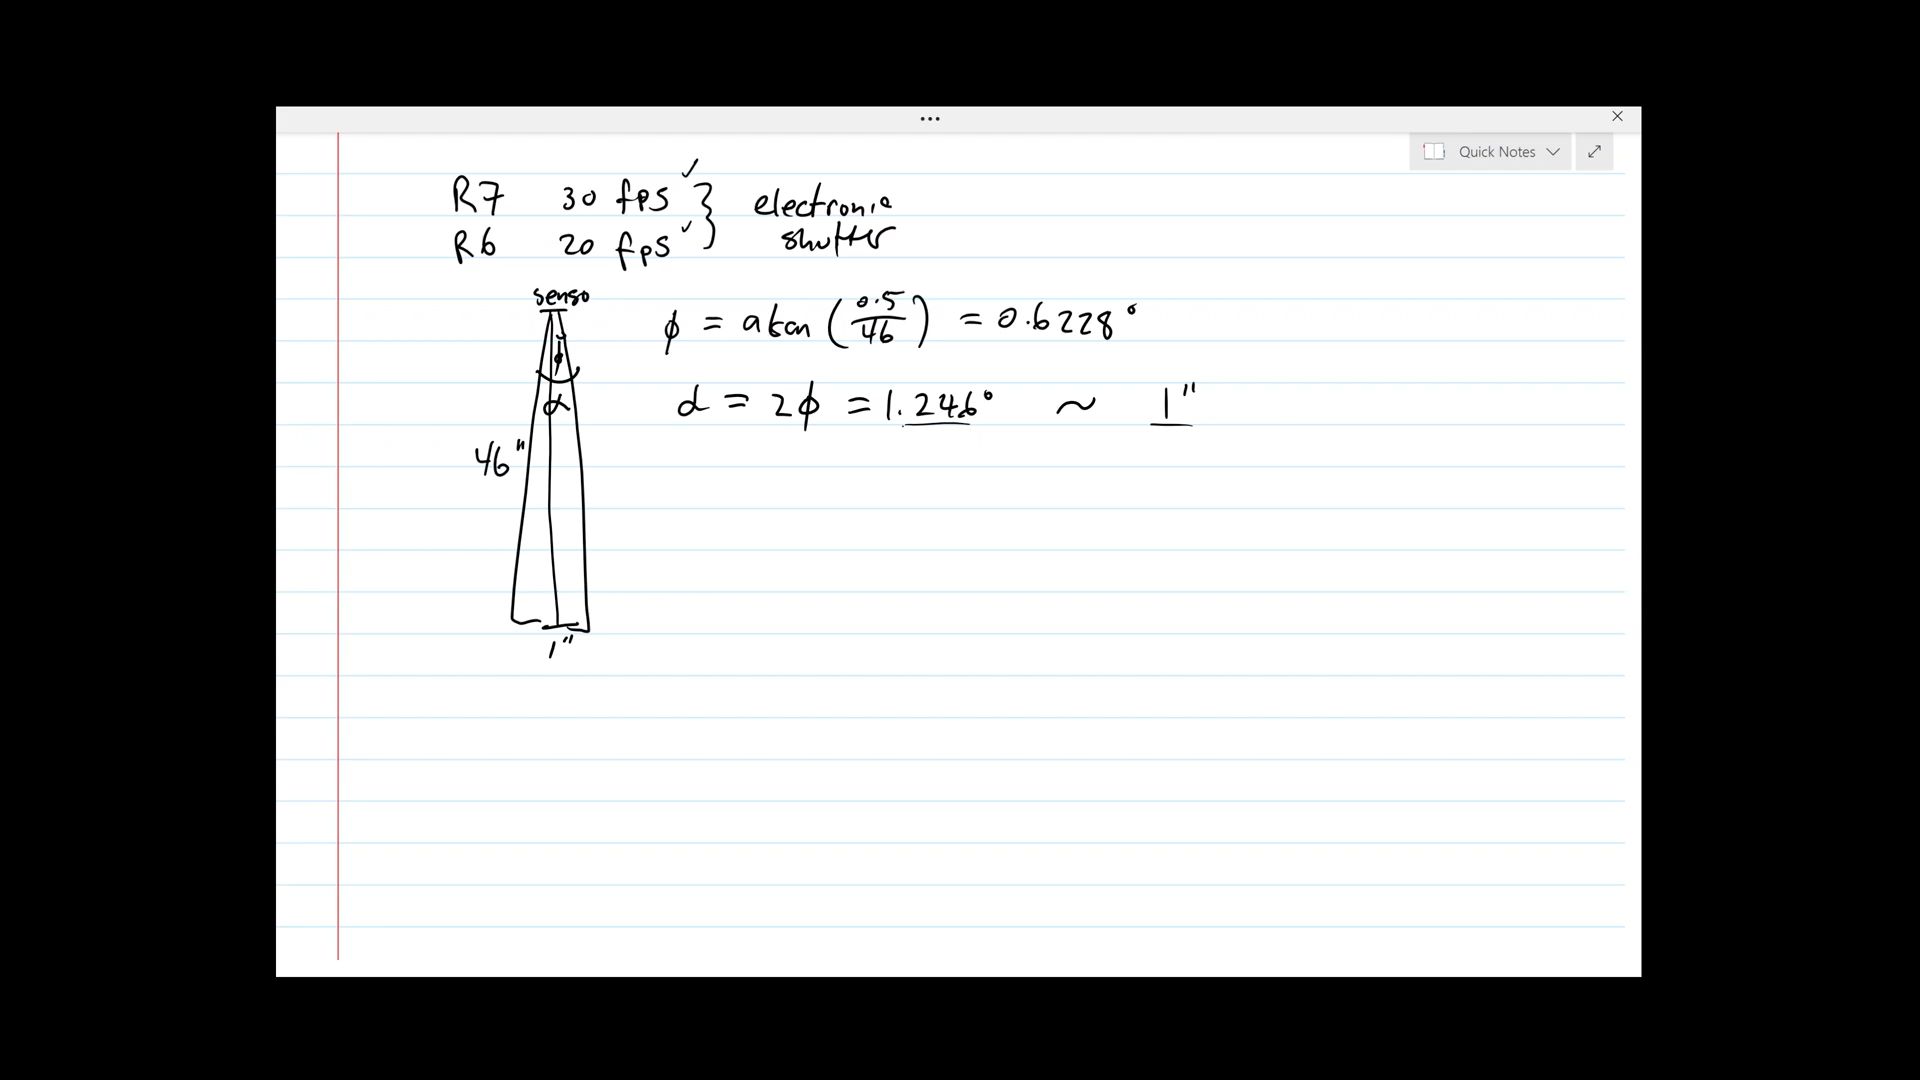 ...
Quick Notes
R7 30 fps ✓ } electronic
R6 20 fps ✓ shutter
senso
ϕ = atan (0.5/46) = 0.6228°
ϕ
α
α = 2ϕ = 1.246° ~ 1"
46"
1"